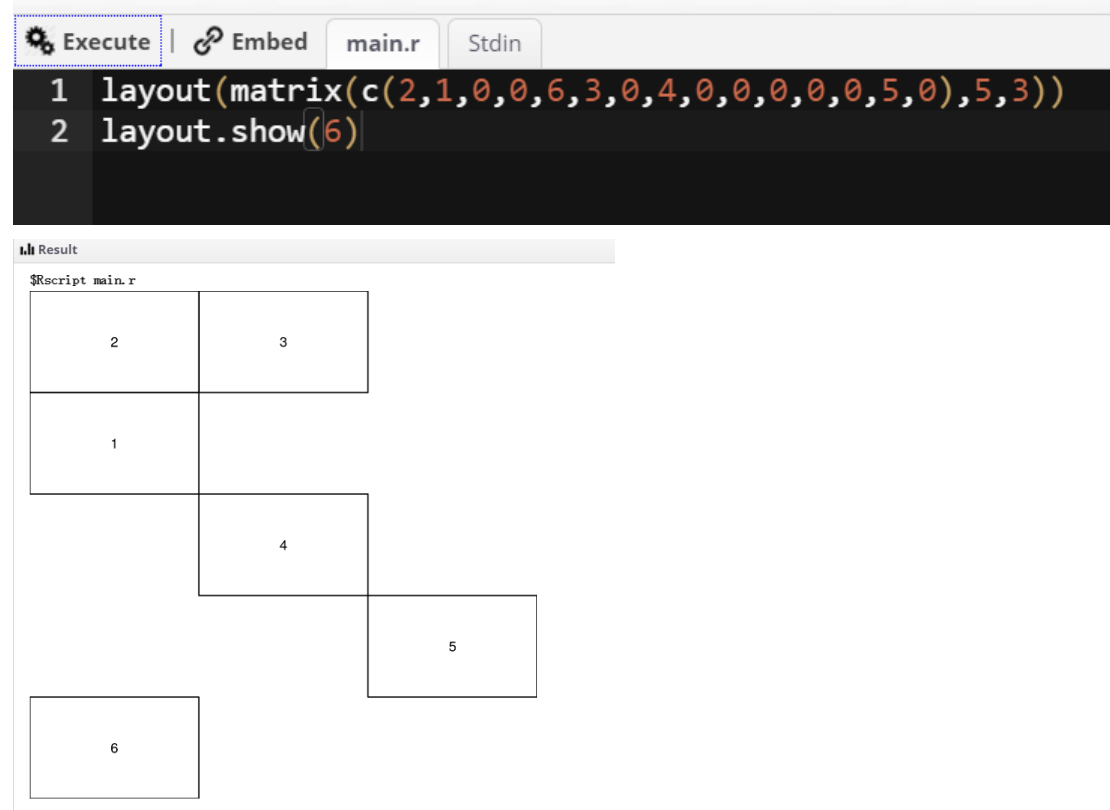 Execute | Embed main.r Stdin
1 layout(matrix(c(2,1,0,0,6,3,0,4,0,0,0,0,0,5,0),5,3))
2 layout.show(6)
Result
$Rscript main.r
2 3
1
4
5
6